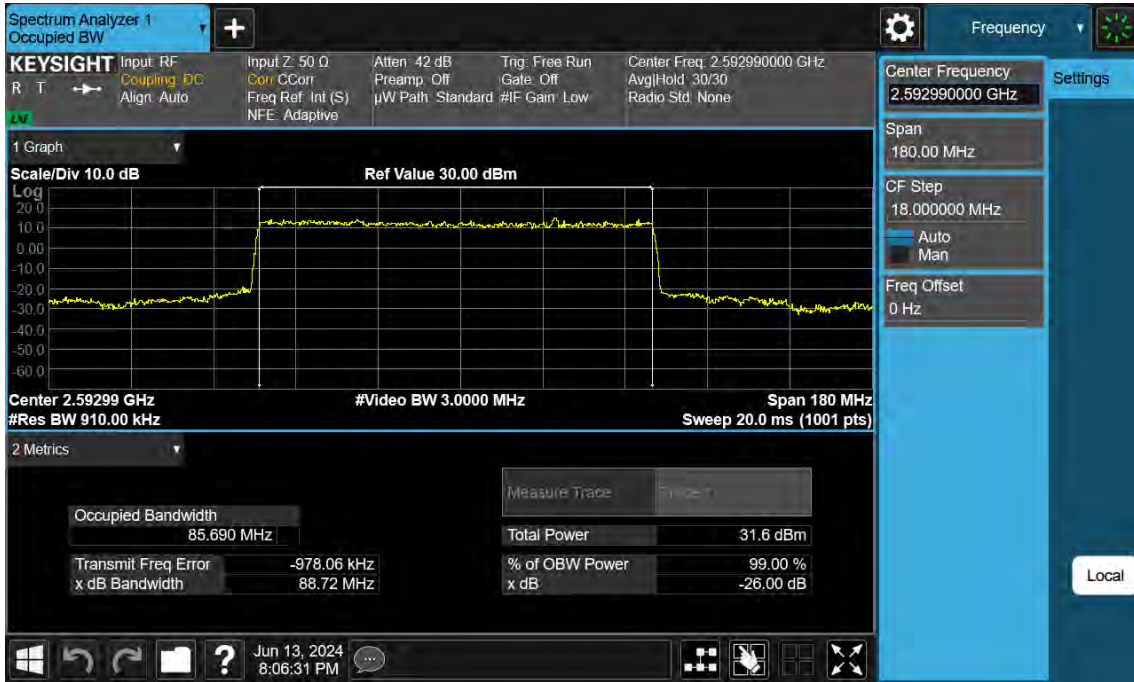 Spectrum Analyzer 1
Occupied BW
Frequency
KEYSIGHT
R T
LNI
Input: RF
Coupling: DC
Align: Auto
Input Z: 50 Ω
Corr CCorr
Freq Ref: Int (S)
NFE: Adaptive
Atten: 42 dB
Preamp: Off
µW Path: Standard
Trig: Free Run
Gate: Off
#IF Gain: Low
Center Freq: 2.592990000 GHz
Avg|Hold: 30/30
Radio Std: None
1 Graph
Scale/Div 10.0 dB
Ref Value 30.00 dBm
Log
20.0
10.0
0.00
-10.0
-20.0
-30.0
-40.0
-50.0
-60.0
Center 2.59299 GHz
#Video BW 3.0000 MHz
Span 180 MHz
#Res BW 910.00 kHz
Sweep 20.0 ms (1001 pts)
2 Metrics
Measure Trace
Trace 1
Occupied Bandwidth
85.690 MHz
Total Power
31.6 dBm
Transmit Freq Error
-978.06 kHz
% of OBW Power
99.00 %
x dB Bandwidth
88.72 MHz
x dB
-26.00 dB
Center Frequency
2.592990000 GHz
Settings
Span
180.00 MHz
CF Step
18.000000 MHz
Auto
Man
Freq Offset
0 Hz
Local
Jun 13, 2024
8:06:31 PM